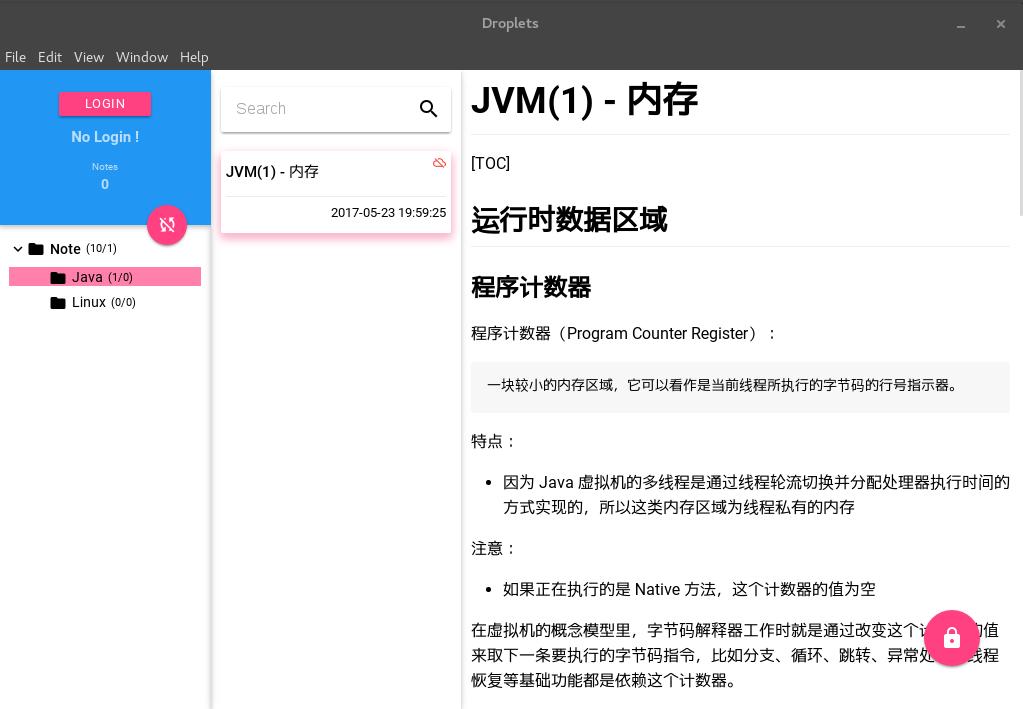 Droplets
File Edit View Window Help
LOGIN
No Login !
Notes
0
Note (10/1)
Java (1/0)
Linux (0/0)
Search
JVM(1) - 内存
2017-05-23 19:59:25
JVM(1) - 内存
[TOC]
运行时数据区域
程序计数器
程序计数器（Program Counter Register）：
一块较小的内存区域，它可以看作是当前线程所执行的字节码的行号指示器。
特点：
• 因为 Java 虚拟机的多线程是通过线程轮流切换并分配处理器执行时间的
方式实现的，所以这类内存区域为线程私有的内存
注意：
• 如果正在执行的是 Native 方法，这个计数器的值为空
在虚拟机的概念模型里，字节码解释器工作时就是通过改变这个 的值
来取下一条要执行的字节码指令，比如分支、循环、跳转、异常 线程
恢复等基础功能都是依赖这个计数器。